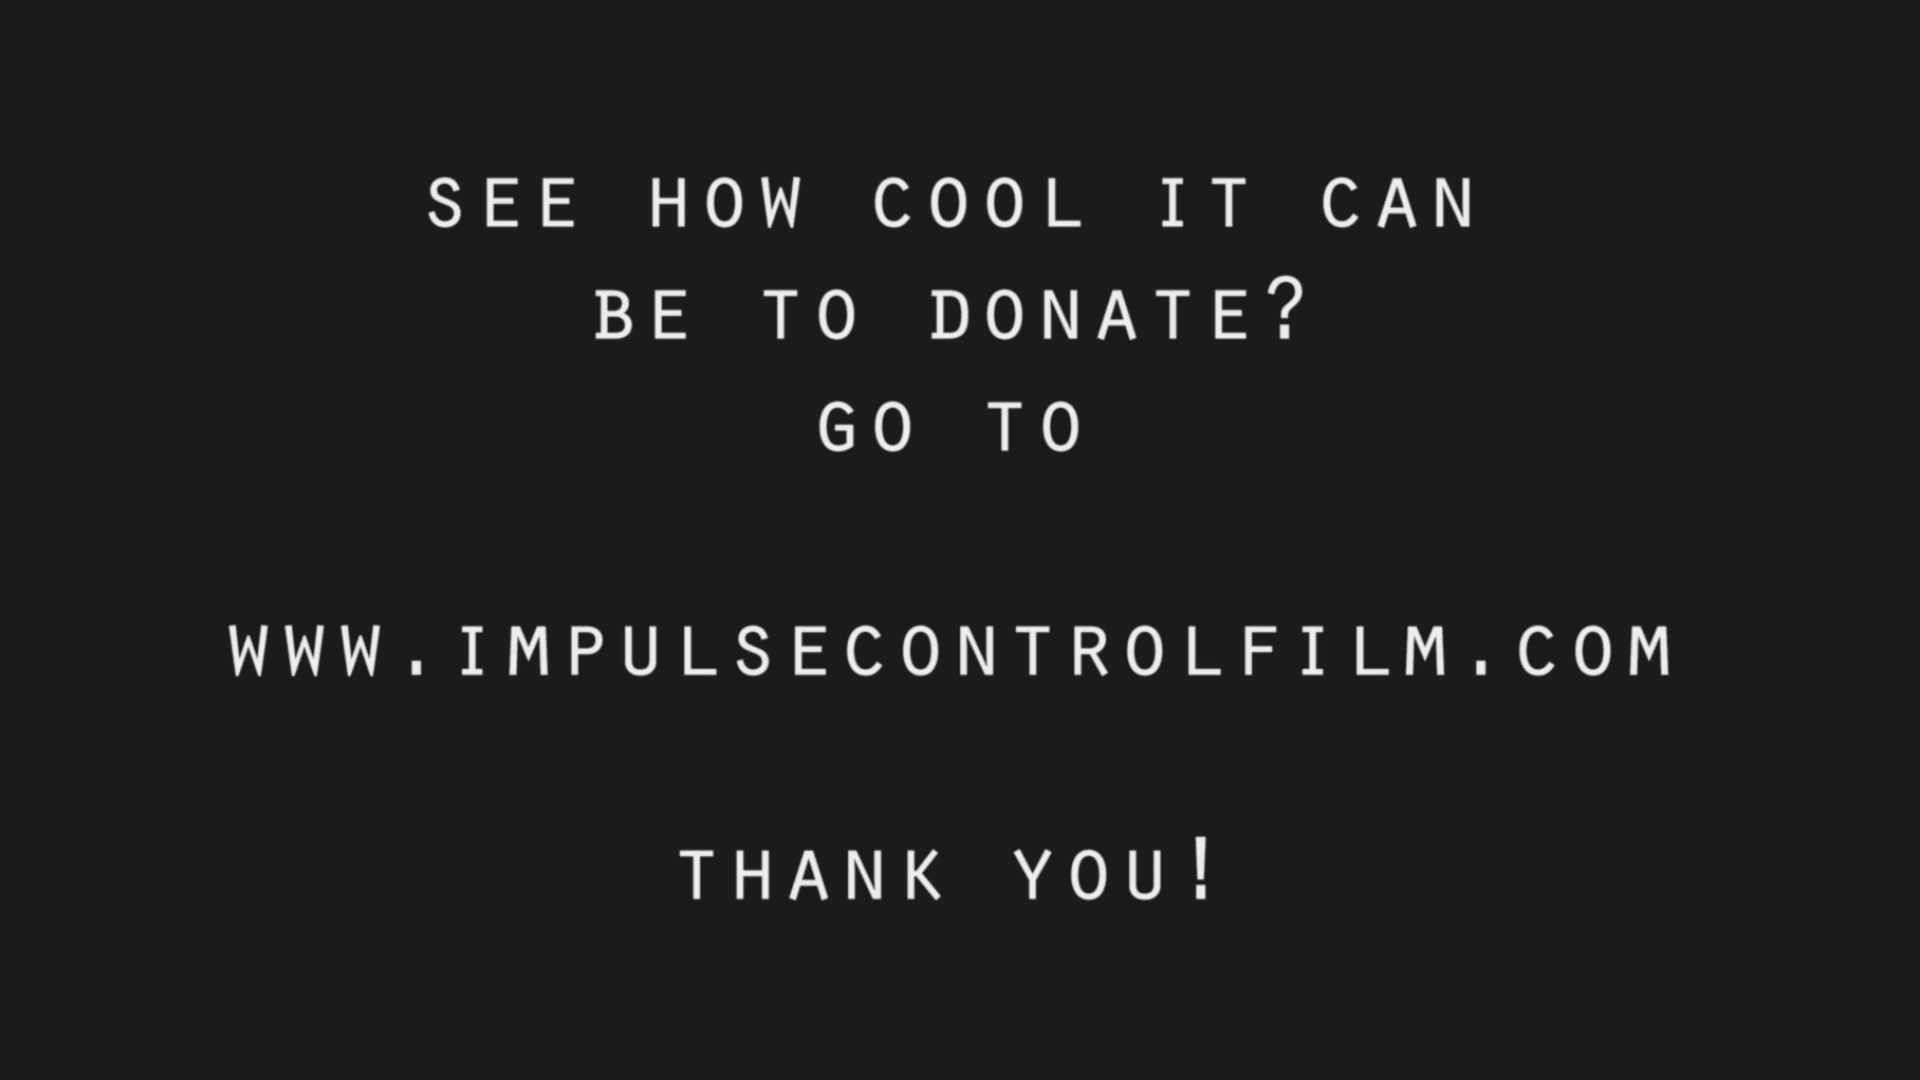 SEE HOW COOL IT CAN
BE TO DONATE?
GO TO
WWW.IMPULSECONTROLFILM.COM
THANK YOU!